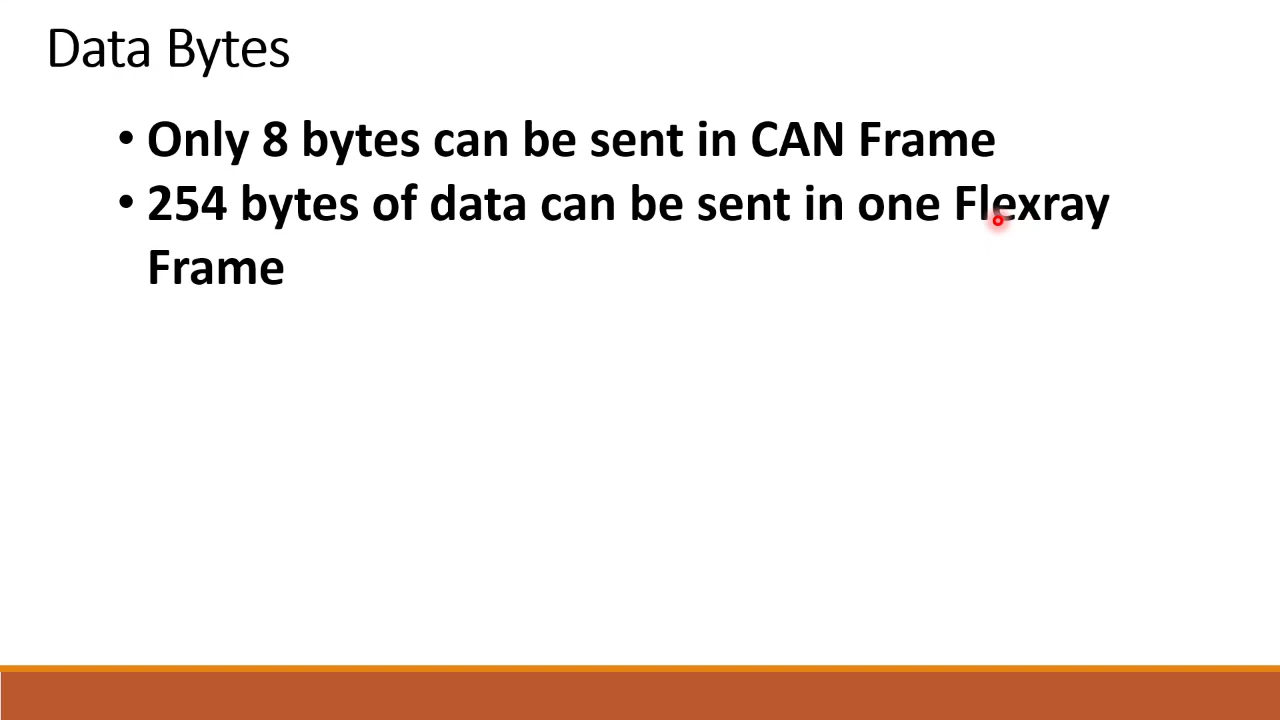 Data Bytes
• Only 8 bytes can be sent in CAN Frame
• 254 bytes of data can be sent in one Flexray
Frame